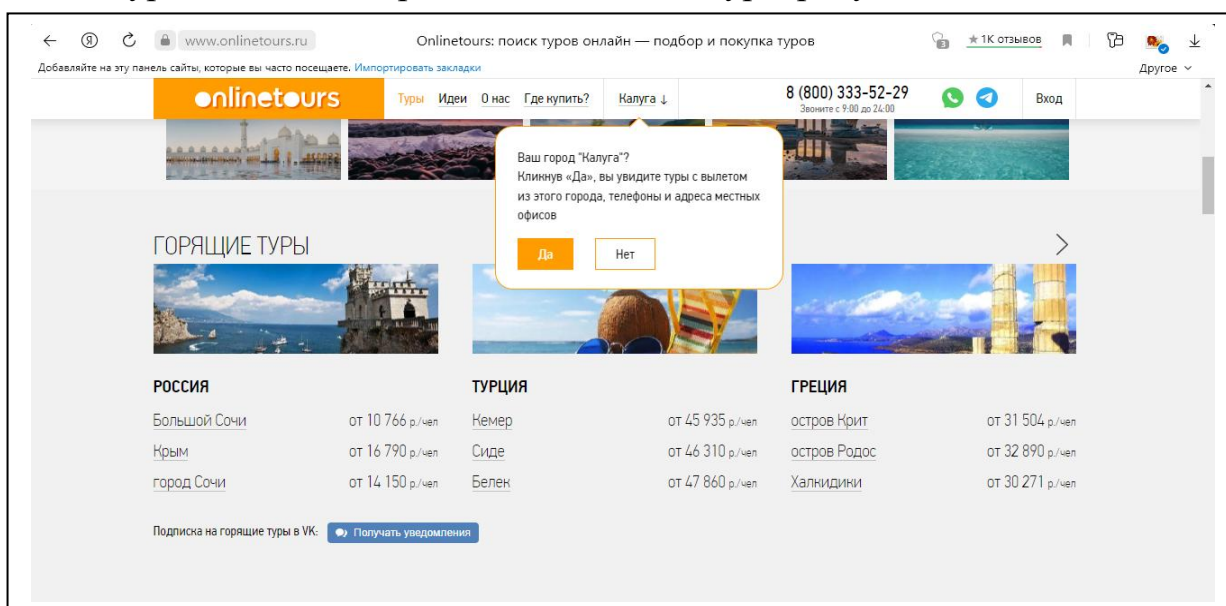 www.onlinetours.ru Onlinetours: поиск туров онлайн — подбор и покупка туров ★ 1К отзывов
Добавляйте на эту панель сайты, которые вы часто посещаете. Импортировать закладки Другое
onlinetours Туры Идеи О нас Где купить? Калуга ↓ 8 (800) 333-52-29 Вход
Звоните с 9:00 до 24:00
Ваш город "Калуга"?
Кликнув «Да», вы увидите туры с вылетом
из этого города, телефоны и адреса местных
офисов
Да Нет
ГОРЯЩИЕ ТУРЫ
РОССИЯ ТУРЦИЯ ГРЕЦИЯ
Большой Сочи от 10 766 р./чел Кемер от 45 935 р./чел остров Крит от 31 504 р./чел
Крым от 16 790 р./чел Сиде от 46 310 р./чел остров Родос от 32 890 р./чел
город Сочи от 14 150 р./чел Белек от 47 860 р./чел Халкидики от 30 271 р./чел
Подписка на горящие туры в VK: Получать уведомления